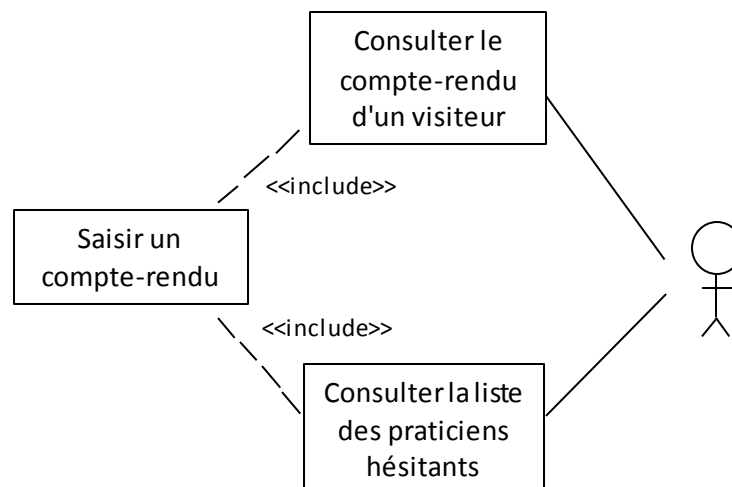 Consulter le
compte-rendu
d'un visiteur
<<include>>
Saisir un
compte-rendu
<<include>>
Consulter la liste
des praticiens
hésitants